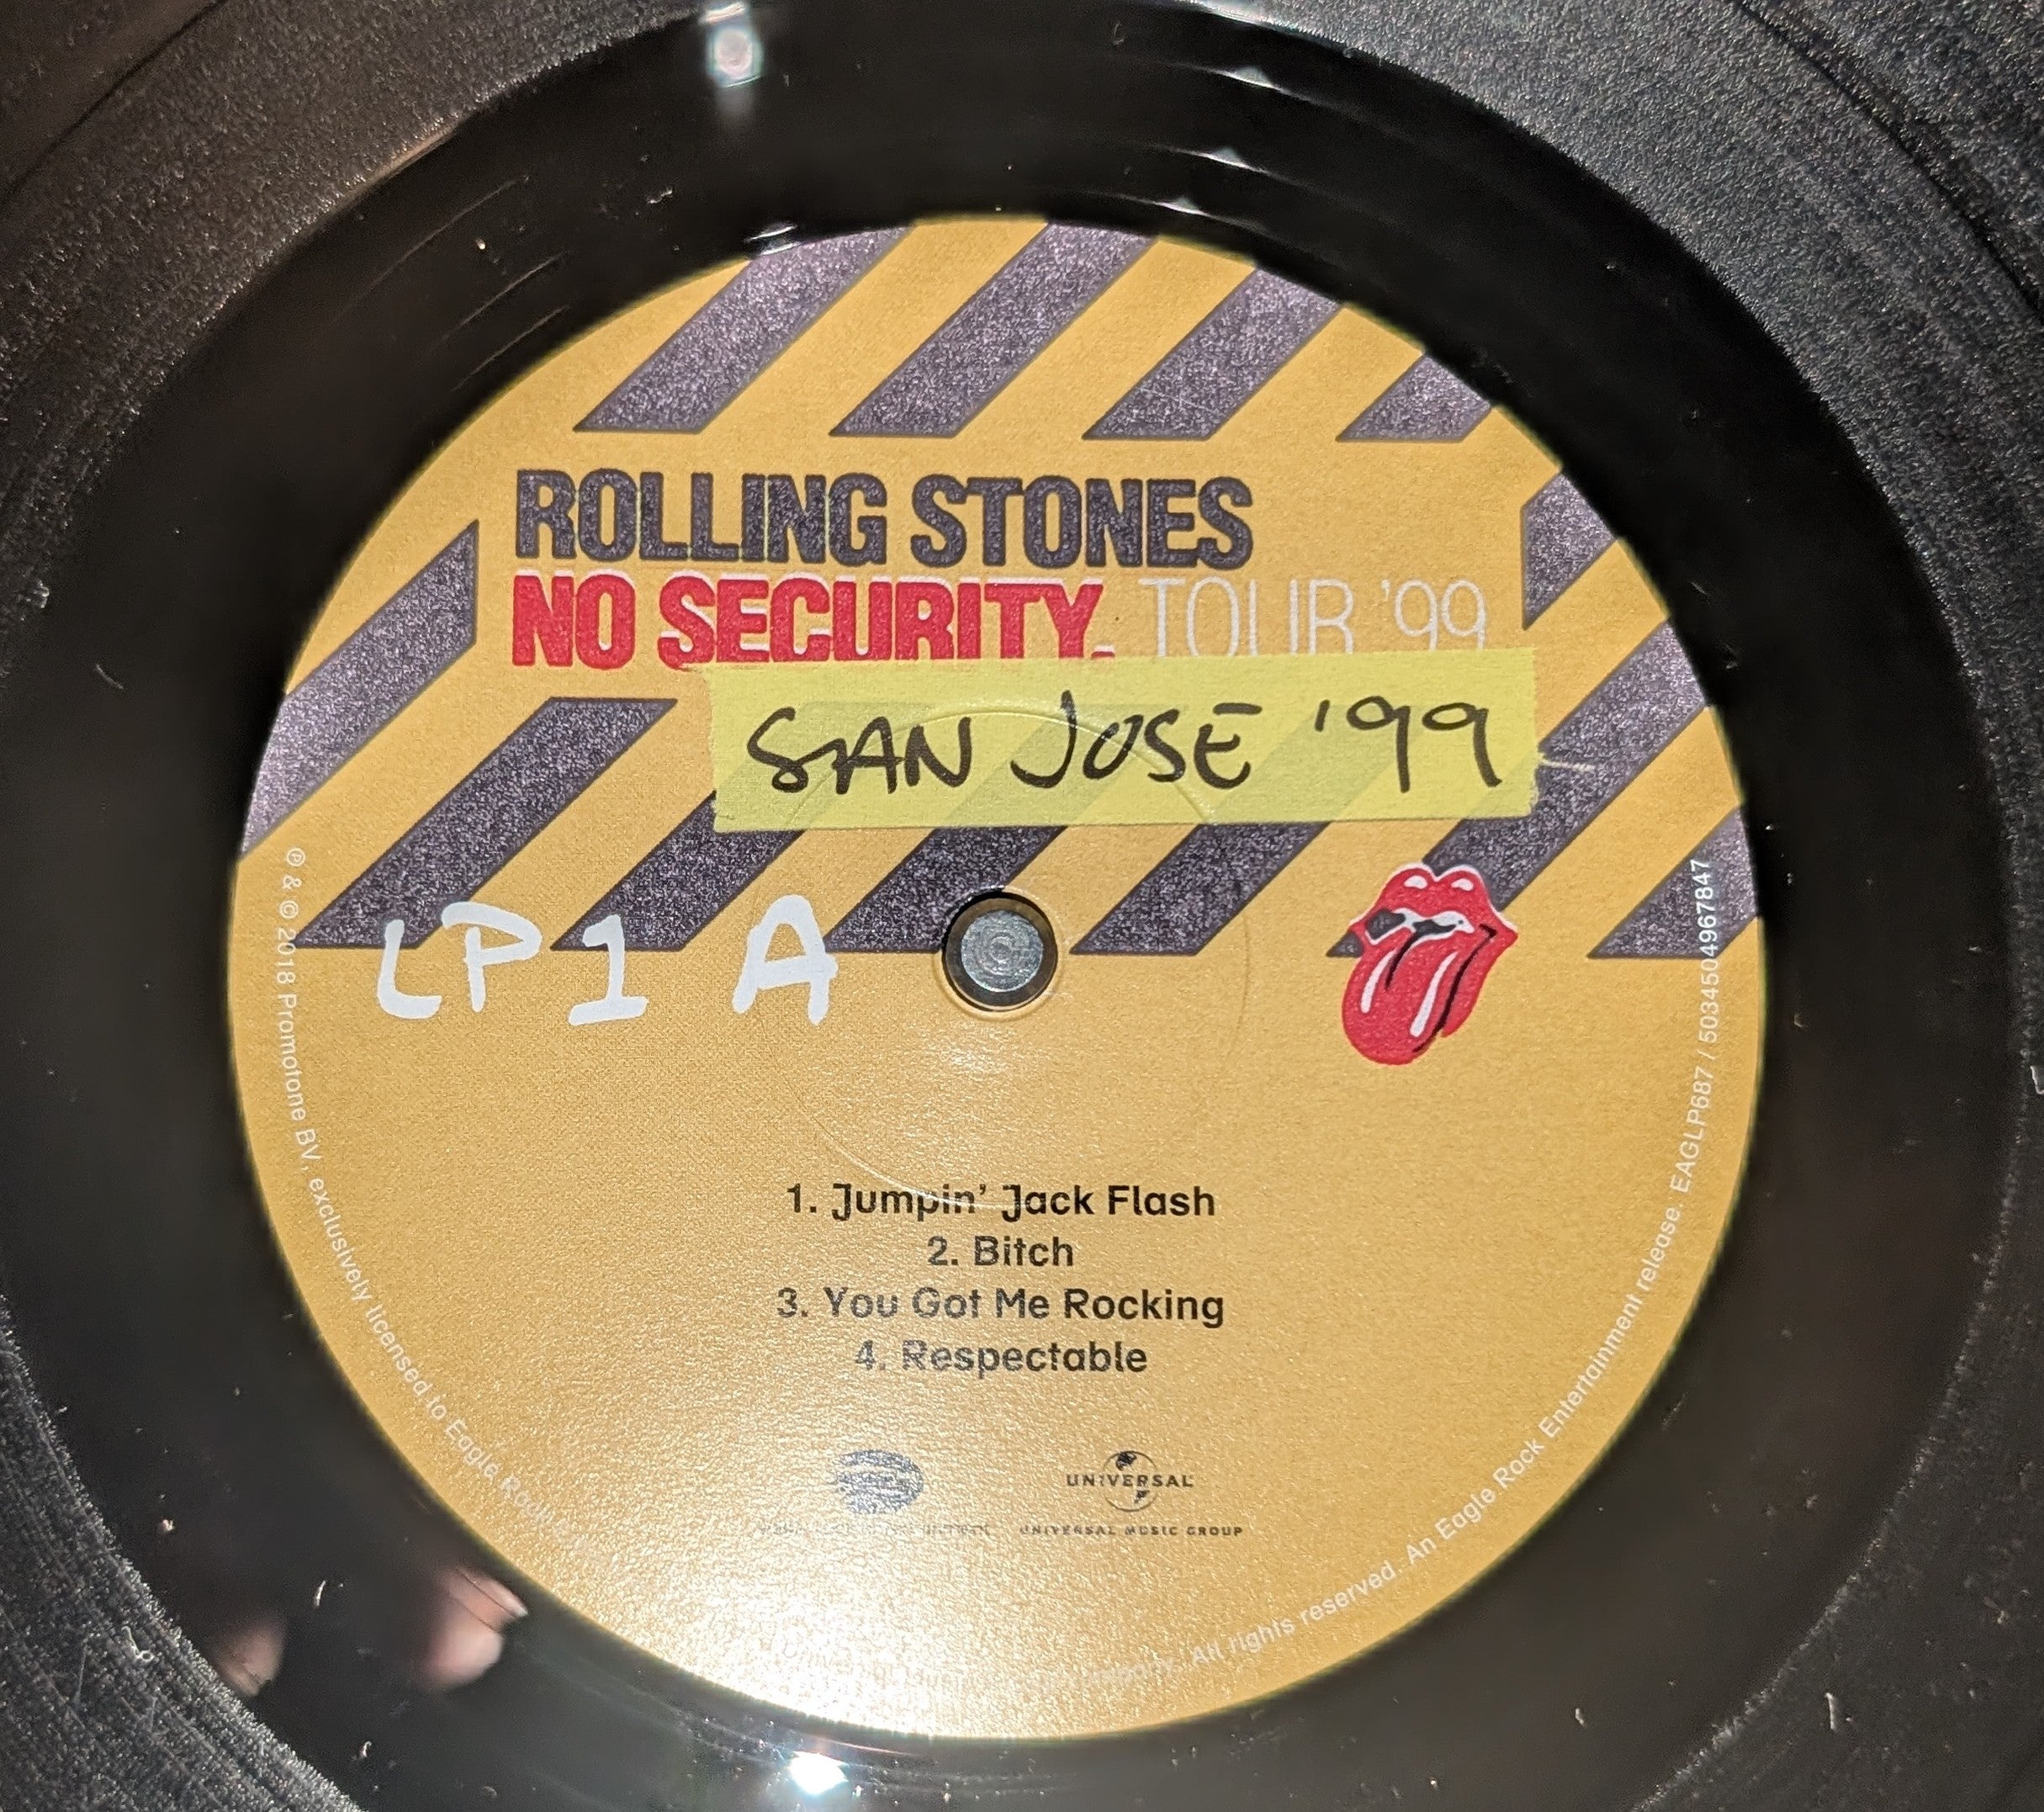 ROLLING STONES
NO SECURITY. TOUR '99
SAN JOSE '99
LP1 A
1. Jumpin' Jack Flash
2. Bitch
3. You Got Me Rocking
4. Respectable
UNIVERSAL
UNIVERSAL MUSIC GROUP
℗ & © 2018 Promotone BV, exclusively licensed to Eagle Rock
All rights reserved. An Eagle Rock Entertainment release. EAGLP687 / 5034504967847